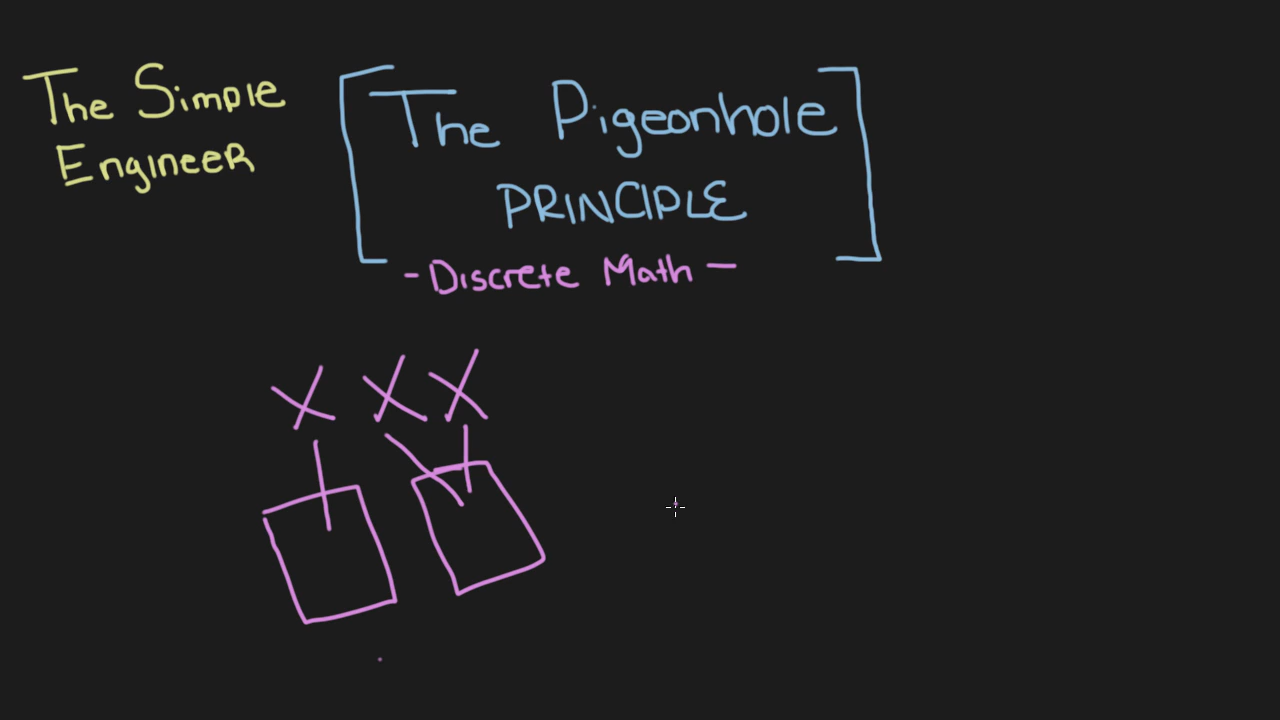 The Simple
Engineer
The Pigeonhole
PRINCIPLE
- Discrete Math -
X X X